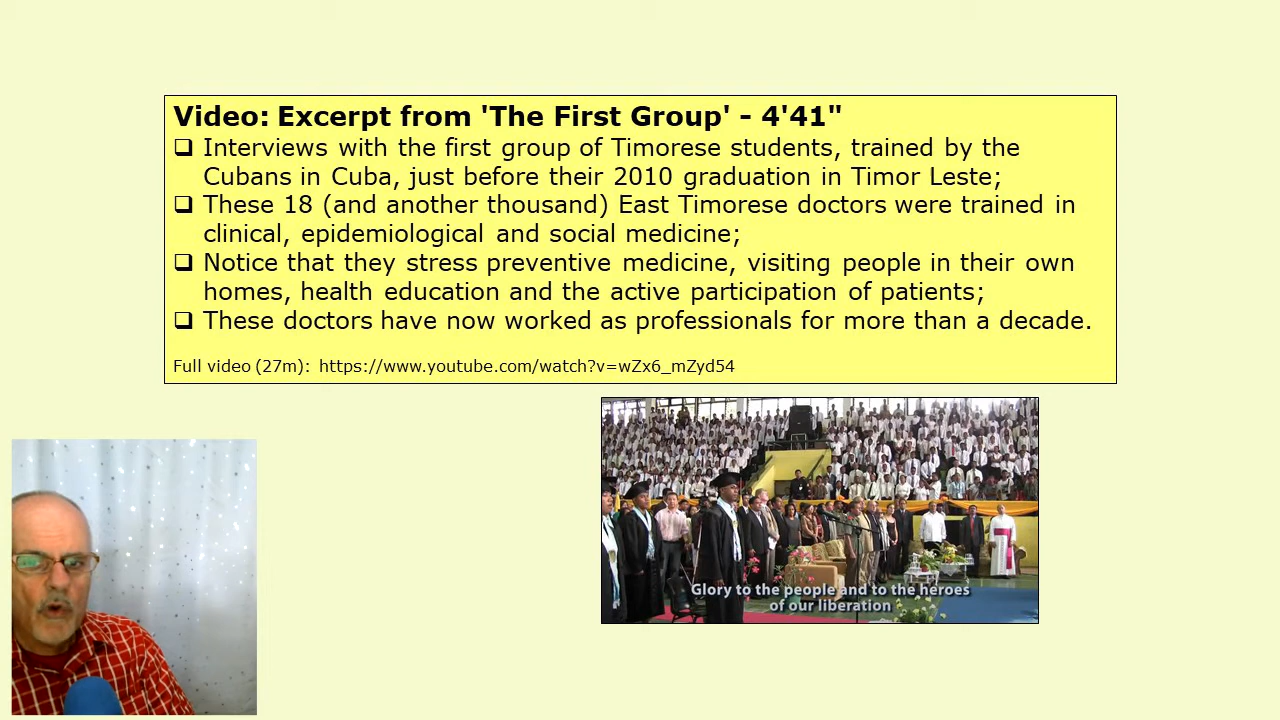 Video: Excerpt from 'The First Group' - 4'41"
❑ Interviews with the first group of Timorese students, trained by the
Cubans in Cuba, just before their 2010 graduation in Timor Leste;
❑ These 18 (and another thousand) East Timorese doctors were trained in
clinical, epidemiological and social medicine;
❑ Notice that they stress preventive medicine, visiting people in their own
homes, health education and the active participation of patients;
❑ These doctors have now worked as professionals for more than a decade.
Full video (27m): https://www.youtube.com/watch?v=wZx6_mZyd54
Glory to the people and to the heroes
of our liberation